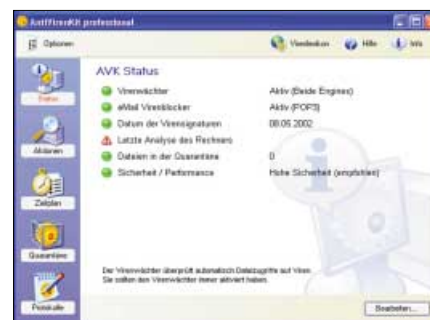 AntiVirenKit professional
Optionen
Virenlexikon Hilfe Info
AVK Status
Status
Virenwächter Aktiv (Beide Engines)
eMail Virenblocker Aktiv (POP3)
Datum der Virensignaturen 08.05.2002
Letzte Analyse des Rechners
Dateien in der Quarantäne 0
Sicherheit / Performance Hohe Sicherheit (empfohlen)
Aktionen
Zeitplan
Quarantäne
Protokolle
Der Virenwächter überprüft automatisch Dateizugriffe auf Viren.
Sie sollten den Virenwächter immer aktiviert haben.
Bearbeiten...